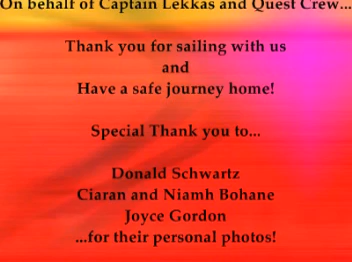 On behalf of Captain Lekkas and Quest Crew...
Thank you for sailing with us
and
Have a safe journey home!
Special Thank you to...
Donald Schwartz
Ciaran and Niamh Bohane
Joyce Gordon
...for their personal photos!